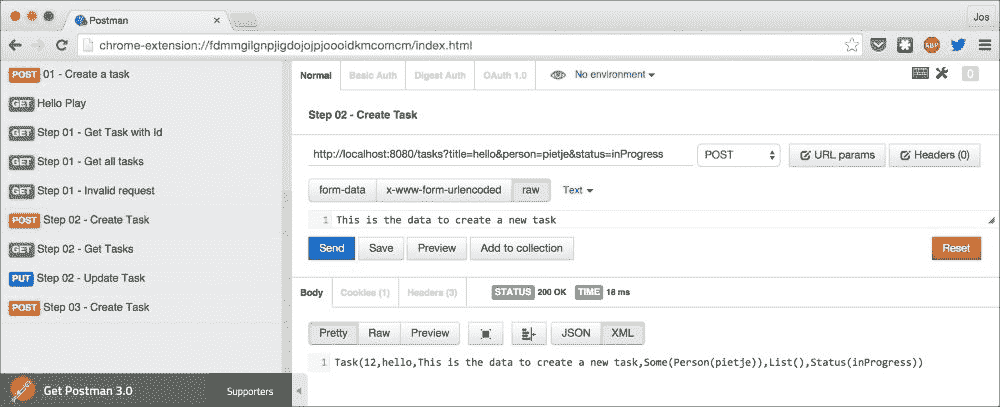 Postman
Jos
chrome-extension://fdmmgilgnpjigdojojpjoooidkmcomcm/index.html
ABP
POST 01 - Create a task
GET Hello Play
GET Step 01 - Get Task with Id
GET Step 01 - Get all tasks
GET Step 01 - Invalid request
POST Step 02 - Create Task
GET Step 02 - Get Tasks
PUT Step 02 - Update Task
POST Step 03 - Create Task
Get Postman 3.0 Supporters
Normal Basic Auth Digest Auth OAuth 1.0 No environment 0
Step 02 - Create Task
http://localhost:8080/tasks?title=hello&person=pietje&status=inProgress POST URL params Headers (0)
form-data x-www-form-urlencoded raw Text
1 This is the data to create a new task
Send Save Preview Add to collection Reset
Body Cookies (1) Headers (3) STATUS 200 OK TIME 18 ms
Pretty Raw Preview JSON XML
1 Task(12,hello,This is the data to create a new task,Some(Person(pietje)),List(),Status(inProgress))